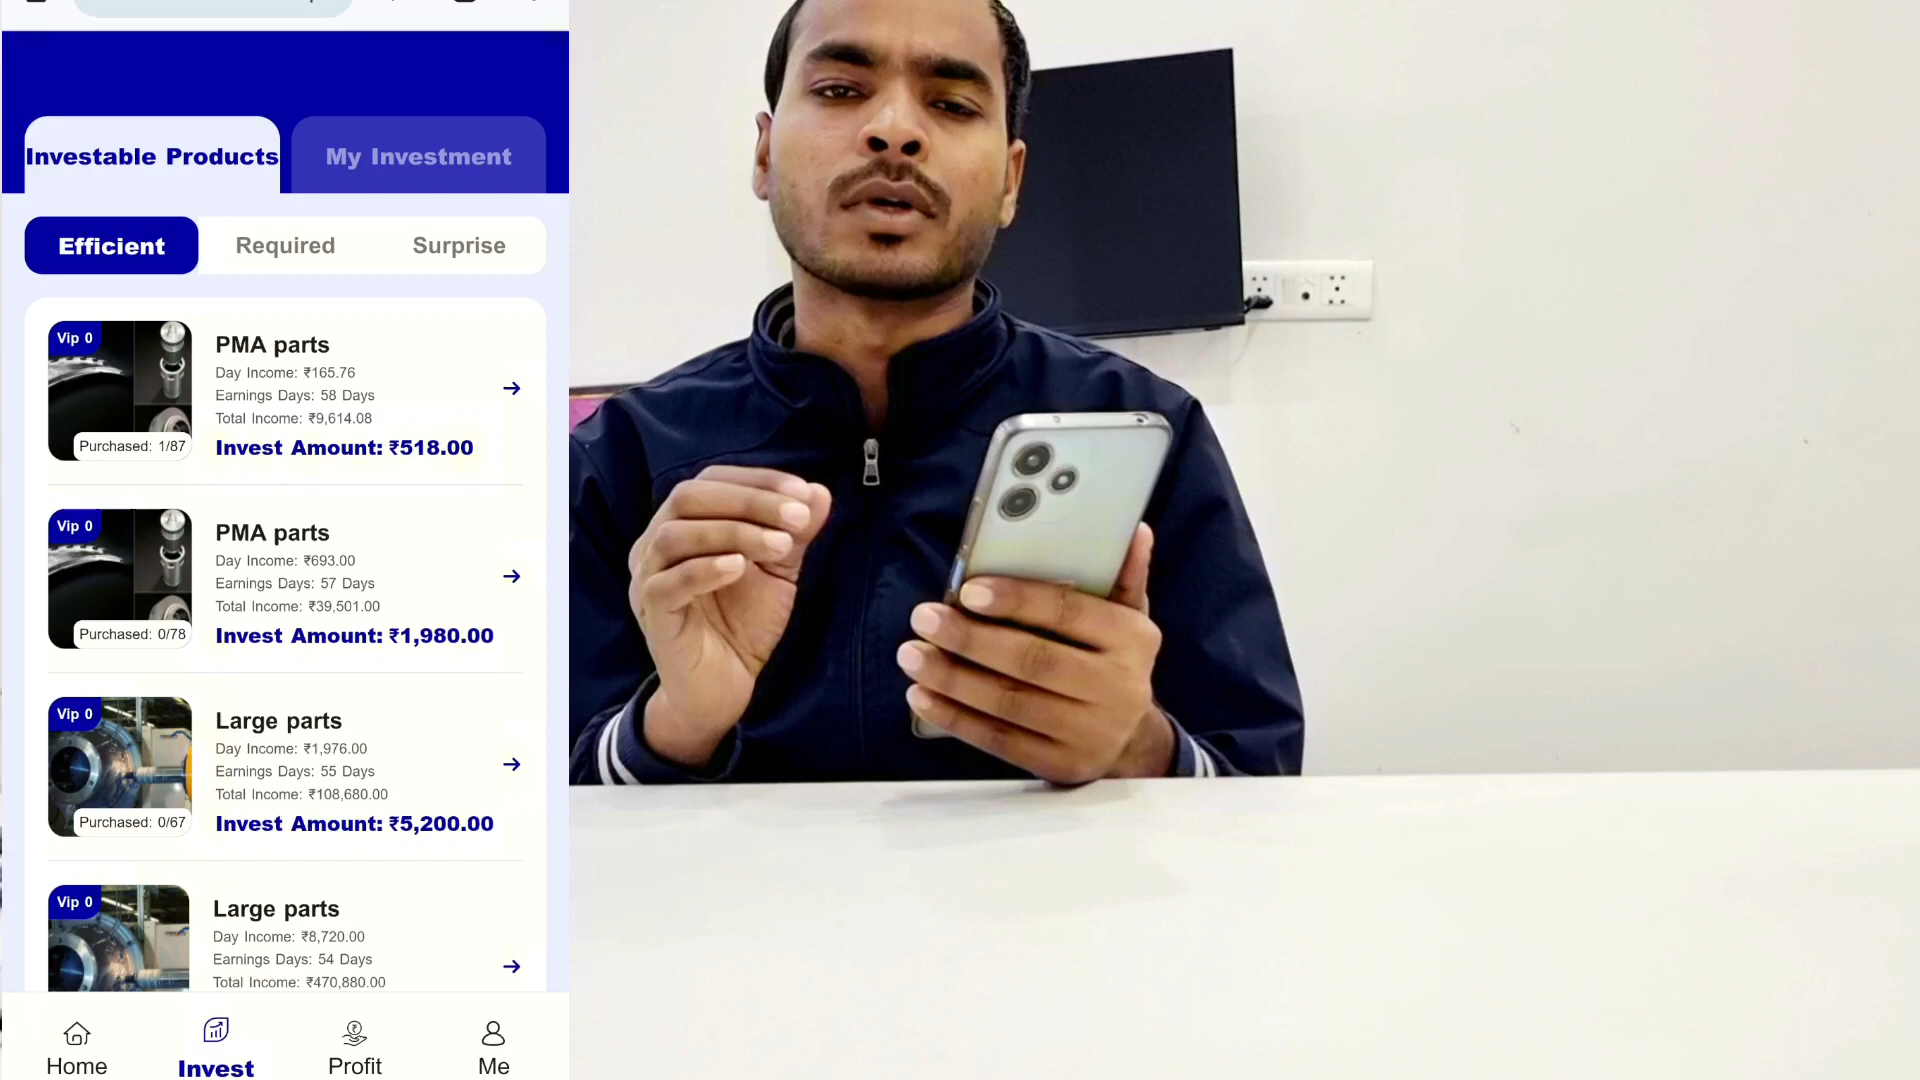 Investable Products
My Investment
Efficient
Required
Surprise
Vip 0
PMA parts
Day Income: ₹165.76
Earnings Days: 58 Days
Total Income: ₹9,614.08
Purchased: 1/87
Invest Amount: ₹518.00
Vip 0
PMA parts
Day Income: ₹693.00
Earnings Days: 57 Days
Total Income: ₹39,501.00
Purchased: 0/78
Invest Amount: ₹1,980.00
Vip 0
Large parts
Day Income: ₹1,976.00
Earnings Days: 55 Days
Total Income: ₹108,680.00
Purchased: 0/67
Invest Amount: ₹5,200.00
Vip 0
Large parts
Day Income: ₹8,720.00
Earnings Days: 54 Days
Total Income: ₹470,880.00
Home
Invest
Profit
Me